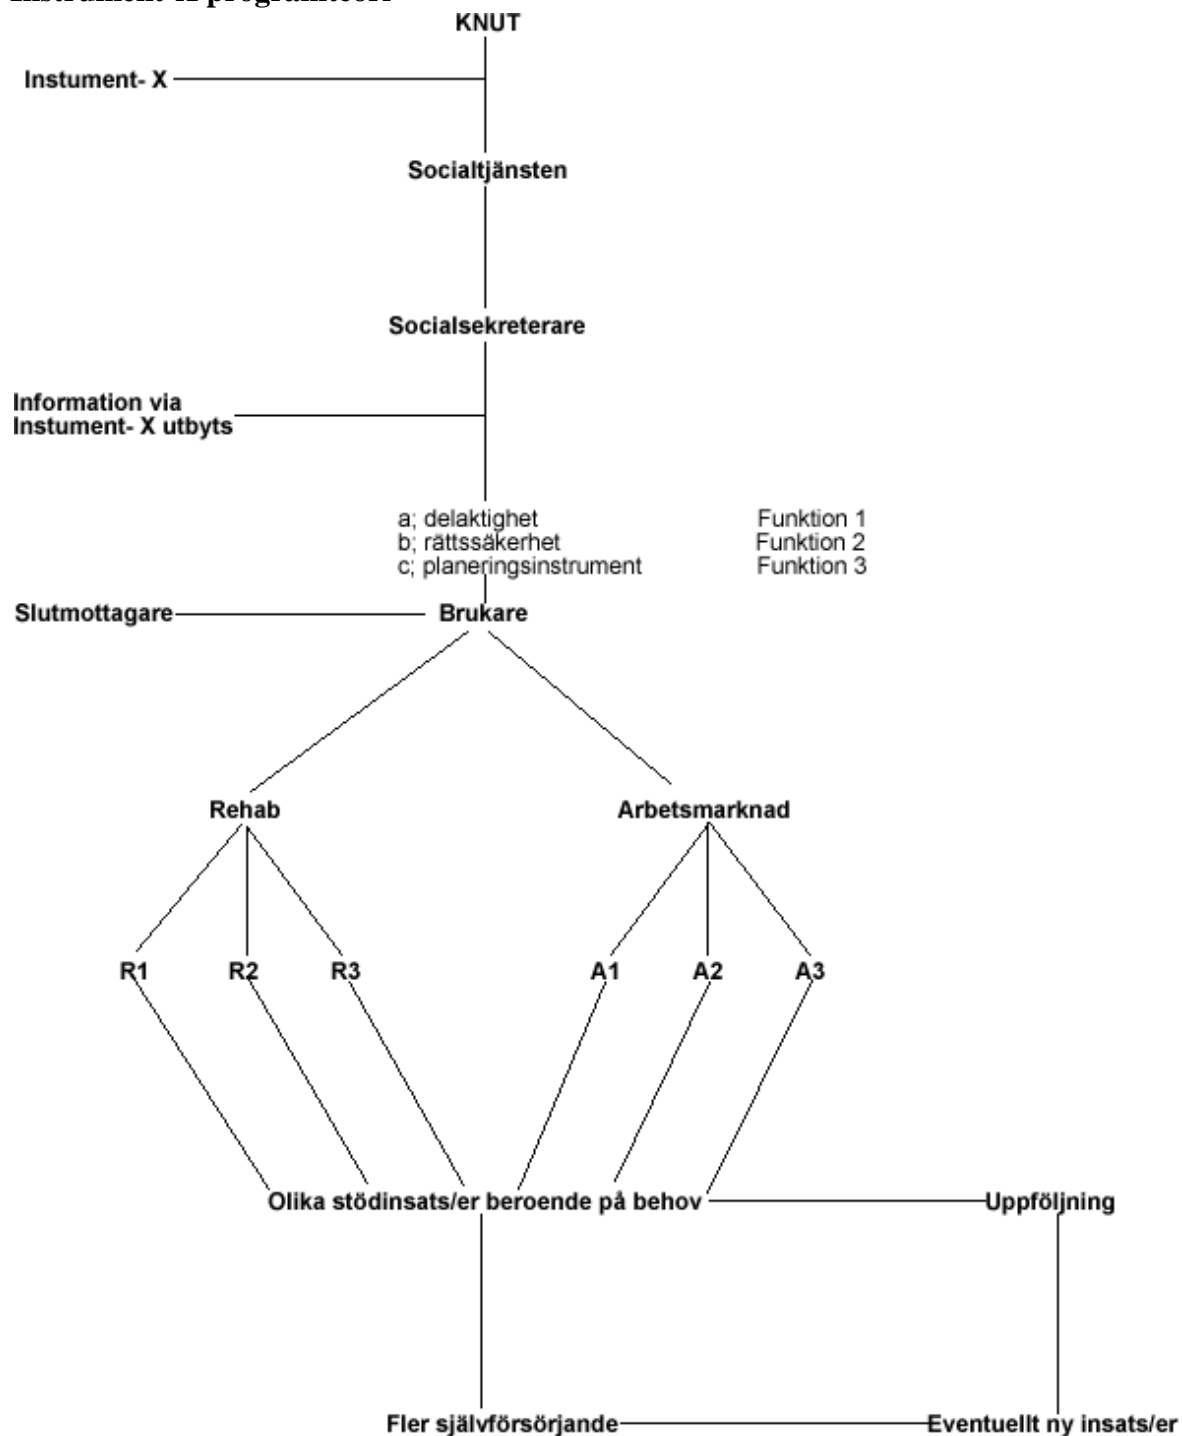 Instrument-X programteori
KNUT
Instument- X
Socialtjänsten
Socialsekreterare
Information via
Instument- X utbyts
a; delaktighet Funktion 1
b; rättssäkerhet Funktion 2
c; planeringsinstrument Funktion 3
Slutmottagare Brukare
Rehab Arbetsmarknad
R1 R2 R3 A1 A2 A3
Olika stödinsats/er beroende på behov Uppföljning
Fler självförsörjande Eventuellt ny insats/er